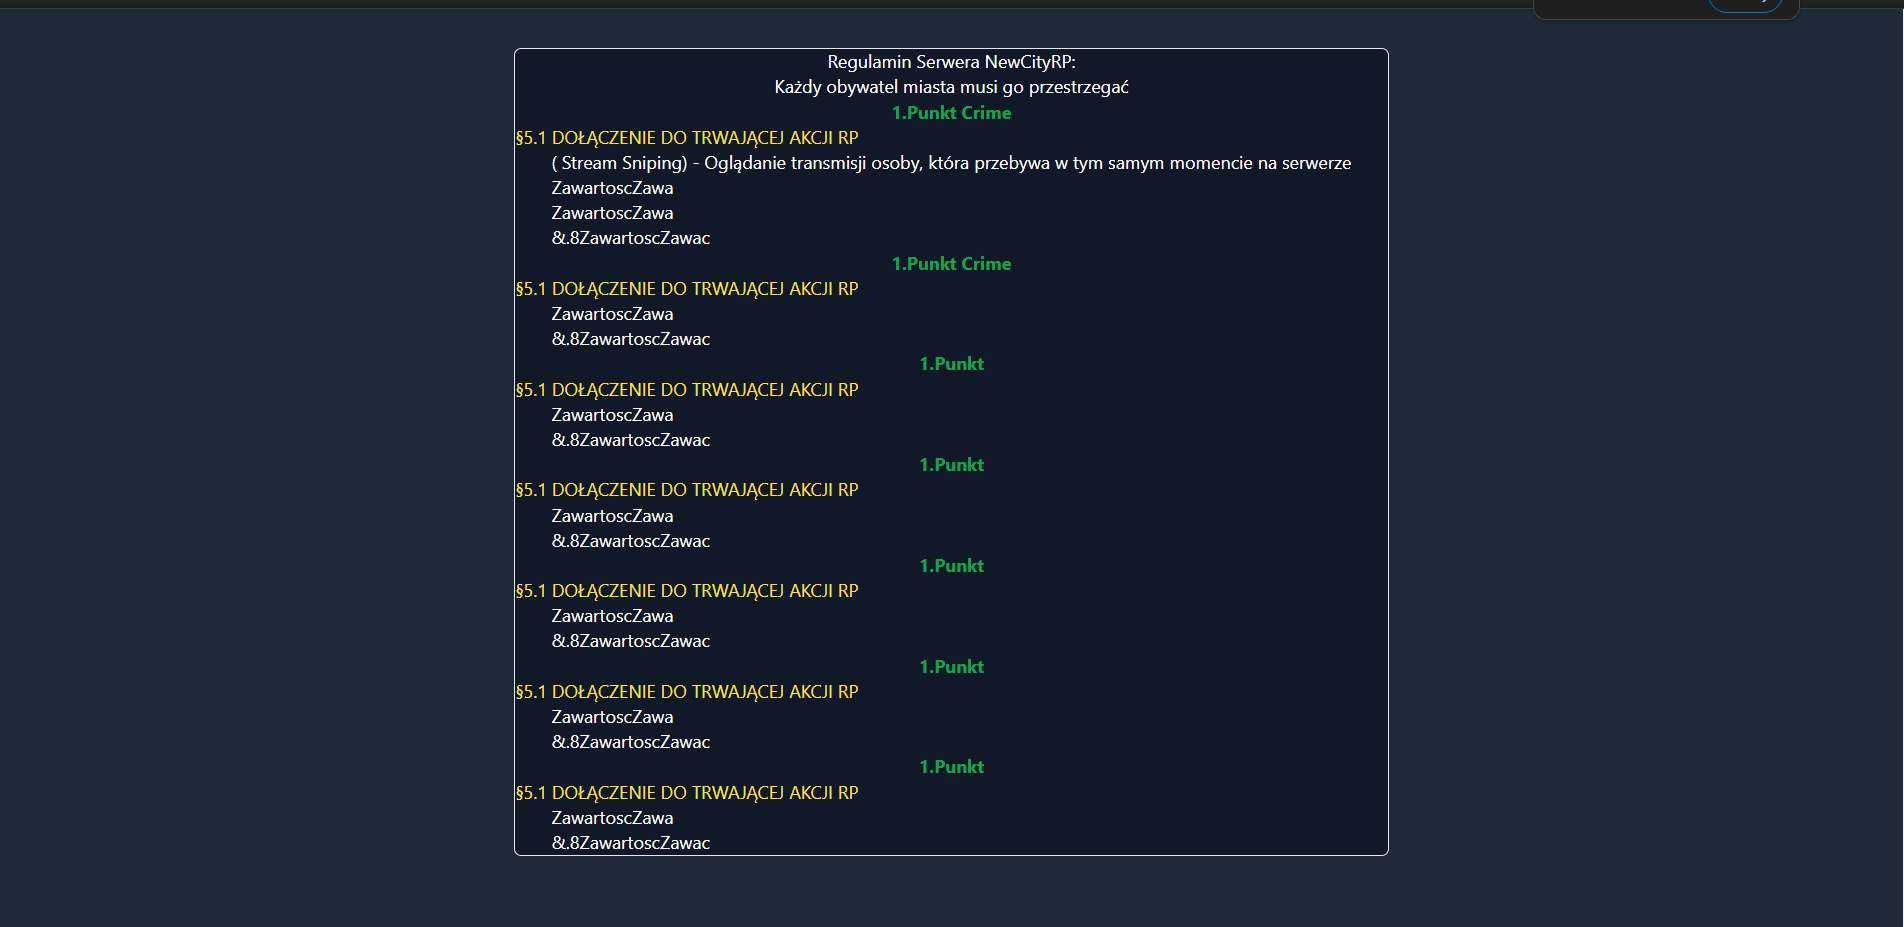 Regulamin Serwera NewCityRP:
Każdy obywatel miasta musi go przestrzegać
1.Punkt Crime
§5.1 DOŁĄCZENIE DO TRWAJĄCEJ AKCJI RP
( Stream Sniping) - Oglądanie transmisji osoby, która przebywa w tym samym momencie na serwerze
ZawartoscZawa
ZawartoscZawa
&.8ZawartoscZawac
1.Punkt Crime
§5.1 DOŁĄCZENIE DO TRWAJĄCEJ AKCJI RP
ZawartoscZawa
&.8ZawartoscZawac
1.Punkt
§5.1 DOŁĄCZENIE DO TRWAJĄCEJ AKCJI RP
ZawartoscZawa
&.8ZawartoscZawac
1.Punkt
§5.1 DOŁĄCZENIE DO TRWAJĄCEJ AKCJI RP
ZawartoscZawa
&.8ZawartoscZawac
1.Punkt
§5.1 DOŁĄCZENIE DO TRWAJĄCEJ AKCJI RP
ZawartoscZawa
&.8ZawartoscZawac
1.Punkt
§5.1 DOŁĄCZENIE DO TRWAJĄCEJ AKCJI RP
ZawartoscZawa
&.8ZawartoscZawac
1.Punkt
§5.1 DOŁĄCZENIE DO TRWAJĄCEJ AKCJI RP
ZawartoscZawa
&.8ZawartoscZawac